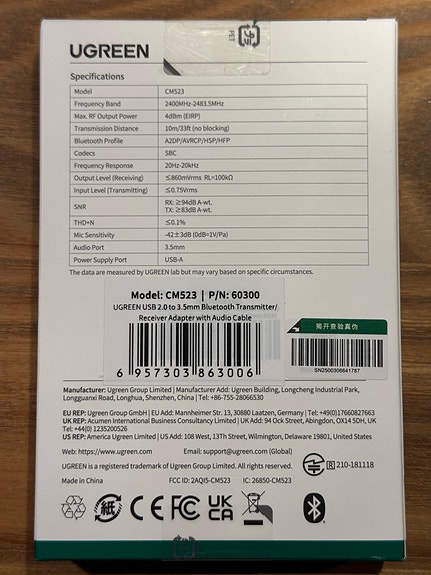 PET
UGREEN
Specifications
Model CM523
Frequency Band 2400MHz-2483.5MHz
Max. RF Output Power 4dBm (EIRP)
Transmission Distance 10m/33ft (no blocking)
Bluetooth Profile A2DP/AVRCP/HSP/HFP
Codecs SBC
Frequency Response 20Hz-20kHz
Output Level (Receiving) ≤860mVrms RL=100kΩ
Input Level (Transmitting) ≤0.75Vrms
SNR RX: ≥94dB A-wt.
TX: ≥83dB A-wt.
THD+N ≤0.1%
Mic Sensitivity -42±3dB (0dB=1V/Pa)
Audio Port 3.5mm
Power Supply Port USB-A
The data are measured by UGREEN lab but may vary based on specific circumstances.
Model: CM523 | P/N: 60300
UGREEN USB 2.0 to 3.5mm Bluetooth Transmitter/
Receiver Adapter with Audio Cable
6 957303 863006
揭开查验真伪
SN2500306641787
Manufacturer: Ugreen Group Limited | Manufacturer Add: Ugreen Building, Longcheng Industrial Park,
Longguanxi Road, Longhua, Shenzhen, China | Tel: +86-755-28066530
EU REP: Ugreen Group GmbH | EU Add: Mannheimer Str. 13, 30880 Laatzen, Germany | Tel: +49(0)17660827663
UK REP: Acumen International Business Consultancy Limited | UK Add: 94 Ock Street, Abingdon, OX14 5DH, UK
Tel: +44(0) 1235200526
US REP: America Ugreen Limited | US Add: 108 West, 13Th Street, Wilmington, Delaware 19801, United States
Web: https://www.ugreen.com Email: support@ugreen.com (Global)
UGREEN is a registered trademark of Ugreen Group Limited. All rights reserved.
R 210-181118
Made in China FCC ID: 2AQI5-CM523 IC: 26850-CM523
紙 CE FC UK
CA